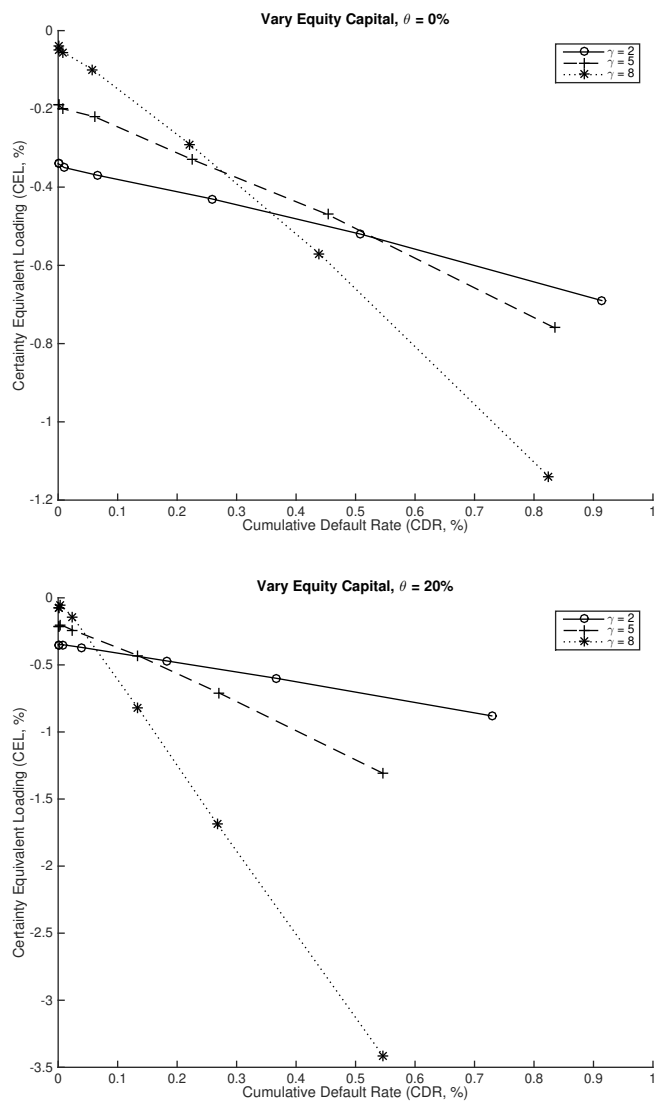 Vary Equity Capital, θ = 0%
γ = 2
γ = 5
γ = 8
Certainty Equivalent Loading (CEL, %)
0
-0.2
-0.4
-0.6
-0.8
-1
-1.2
0 0.1 0.2 0.3 0.4 0.5 0.6 0.7 0.8 0.9 1
Cumulative Default Rate (CDR, %)
Vary Equity Capital, θ = 20%
γ = 2
γ = 5
γ = 8
Certainty Equivalent Loading (CEL, %)
0
-0.5
-1
-1.5
-2
-2.5
-3
-3.5
0 0.1 0.2 0.3 0.4 0.5 0.6 0.7 0.8 0.9 1
Cumulative Default Rate (CDR, %)